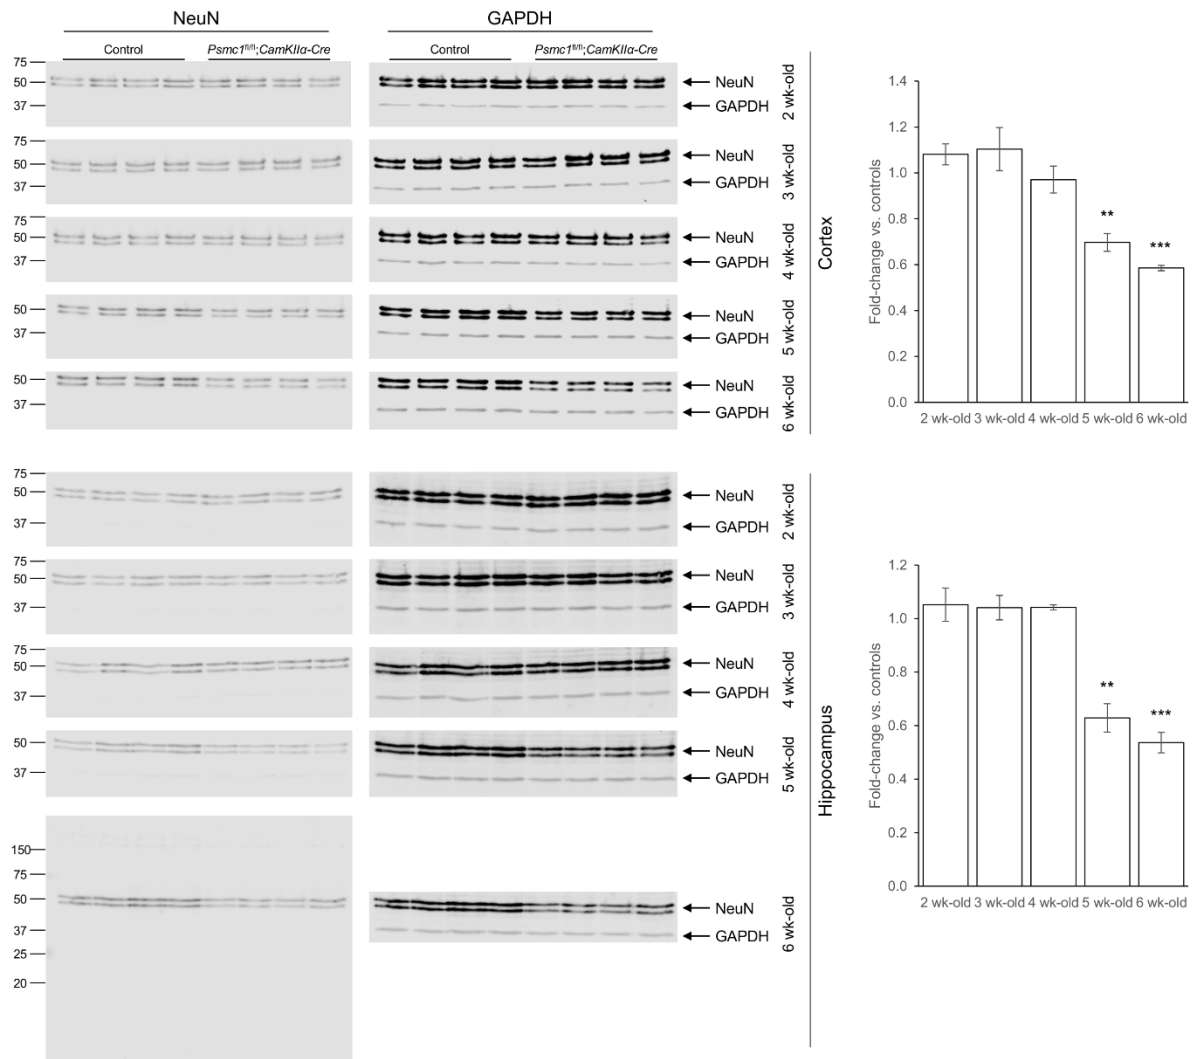 NeuN
GAPDH
Control
Psmc1fl/fl;CamKIIα-Cre
Control
Psmc1fl/fl;CamKIIα-Cre
75
50
37
NeuN
GAPDH
2 wk-old
75
50
37
NeuN
GAPDH
3 wk-old
75
50
37
NeuN
GAPDH
4 wk-old
50
37
NeuN
GAPDH
5 wk-old
50
37
NeuN
GAPDH
6 wk-old
Cortex
Fold-change vs. controls
1.4
1.2
1.0
0.8
0.6
0.4
0.2
0.0
**
***
2 wk-old 3 wk-old 4 wk-old 5 wk-old 6 wk-old
75
50
37
NeuN
GAPDH
2 wk-old
75
50
37
NeuN
GAPDH
3 wk-old
75
50
37
NeuN
GAPDH
4 wk-old
50
37
NeuN
GAPDH
5 wk-old
150
75
50
37
25
20
NeuN
GAPDH
6 wk-old
Hippocampus
Fold-change vs. controls
1.2
1.0
0.8
0.6
0.4
0.2
0.0
**
***
2 wk-old 3 wk-old 4 wk-old 5 wk-old 6 wk-old